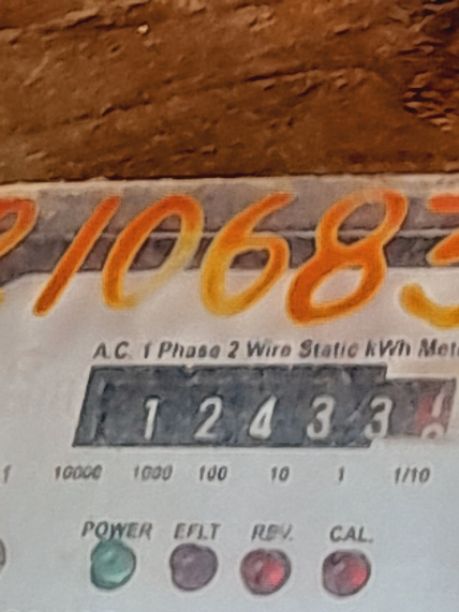 10683
A.C. 1 Phase 2 Wire Static kWh
1 2 4 3 3
1 10000 1000 100 10 1 1/10
POWER EFLT REV. CAL.